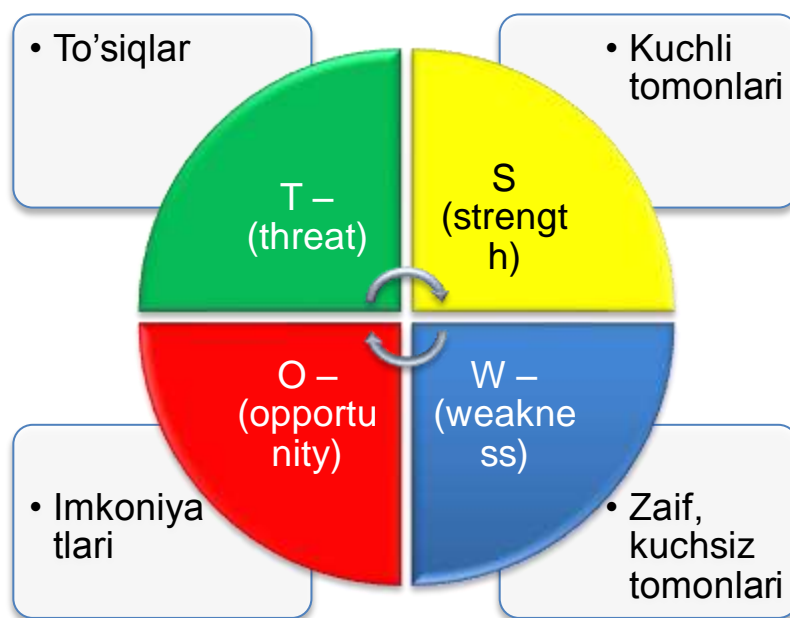 • To’siqlar
• Kuchli
tomonlari
T –
(threat)
S
(strengt
h)
O –
(opportu
nity)
W –
(weakne
ss)
• Imkoniya
tlari
• Zaif,
kuchsiz
tomonlari